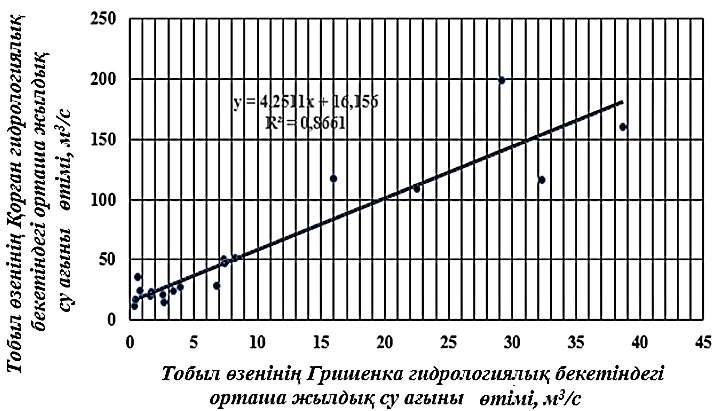 Тобыл өзенінің Қорған гидрологиялық
бекетіндегі орташа жылдық
су ағыны өтімі, м³/с
250
200
150
100
50
0
y = 4,2511x + 16,156
R² = 0,8661
0 5 10 15 20 25 30 35 40 45
Тобыл өзенінің Гришенка гидрологиялық бекетіндегі
орташа жылдық су ағыны өтімі, м³/с